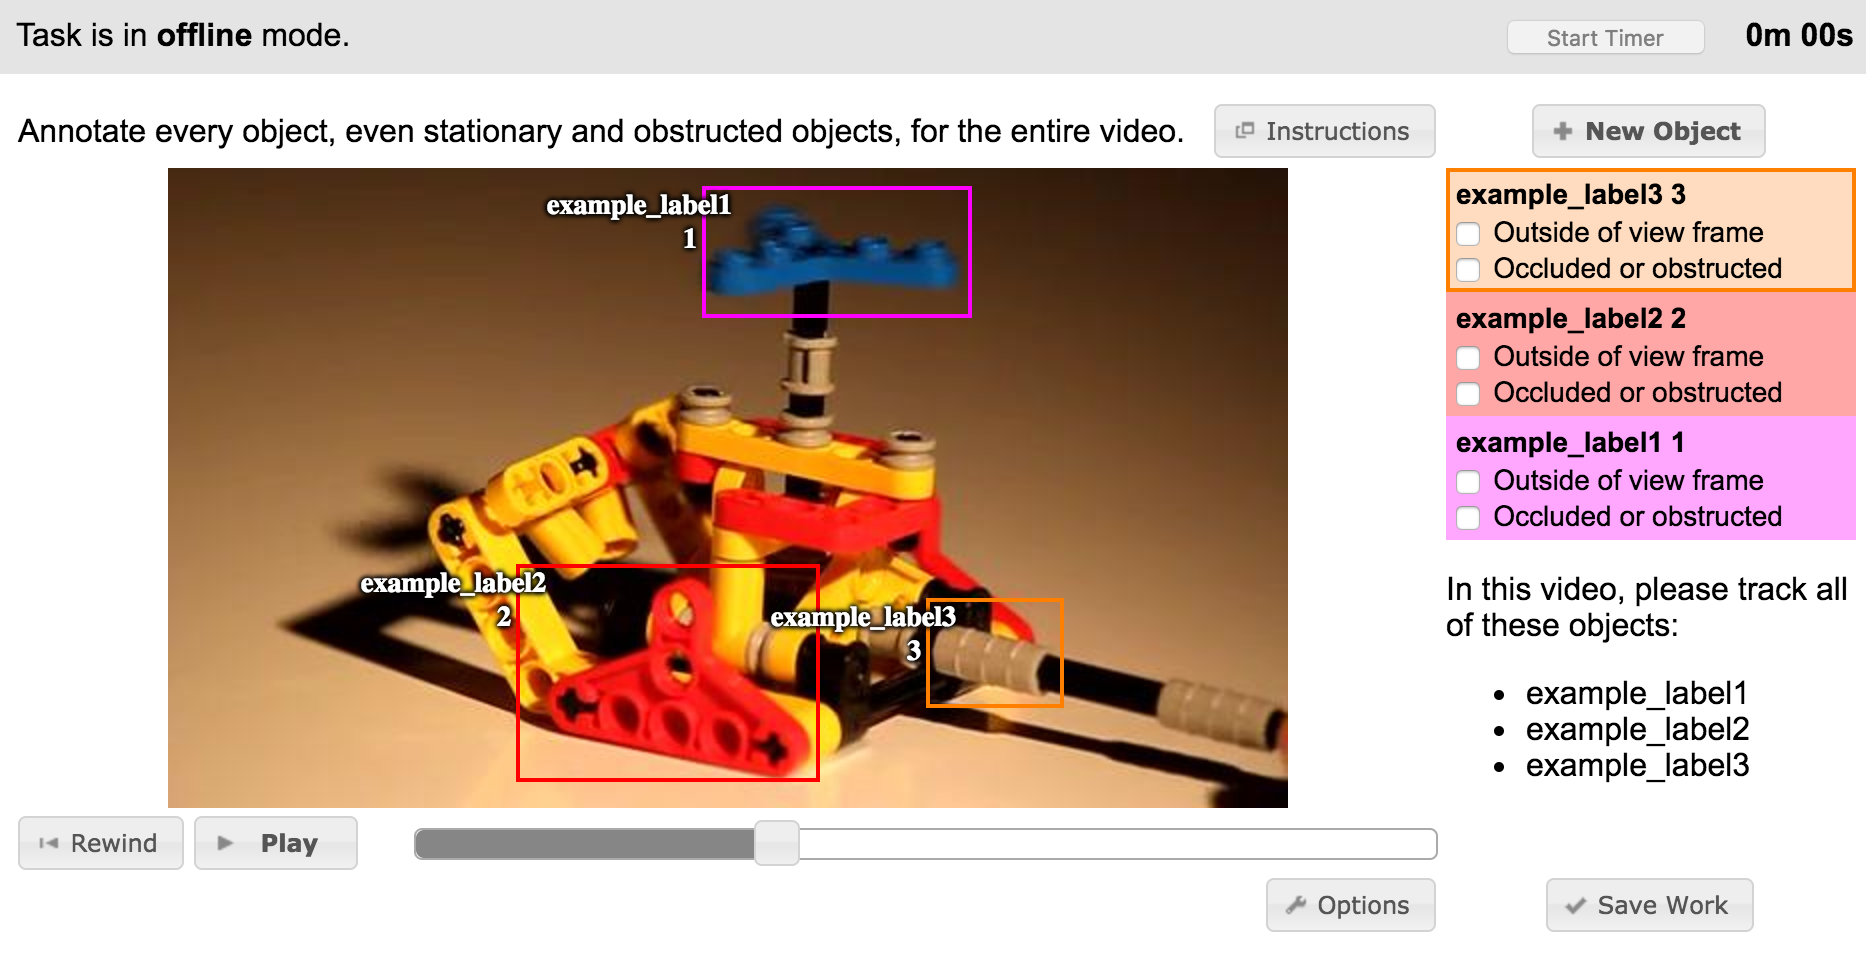 Task is in offline mode.
Start Timer
0m 00s
Annotate every object, even stationary and obstructed objects, for the entire video.
Instructions
New Object
example_label1
1
example_label2
2
example_label3
3
example_label3 3
Outside of view frame
Occluded or obstructed
example_label2 2
Outside of view frame
Occluded or obstructed
example_label1 1
Outside of view frame
Occluded or obstructed
In this video, please track all
of these objects:
• example_label1
• example_label2
• example_label3
Rewind
Play
Options
Save Work